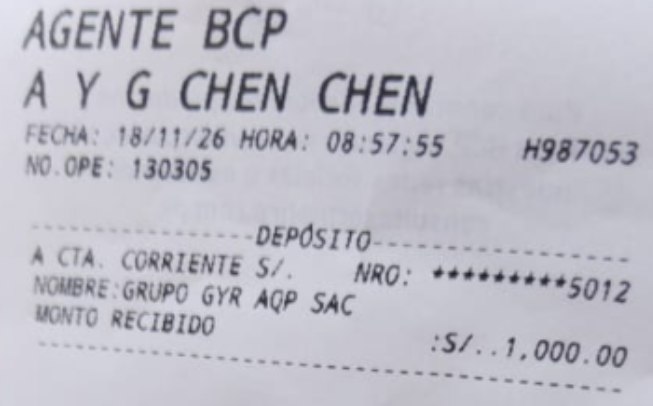 AGENTE BCP
A Y G CHEN CHEN
FECHA: 18/11/26 HORA: 08:57:55 H987053
NO.OPE: 130305
DEPÓSITO
A CTA. CORRIENTE S/. NRO: *********5012
NOMBRE:GRUPO GYR AQP SAC
MONTO RECIBIDO :S/..1,000.00